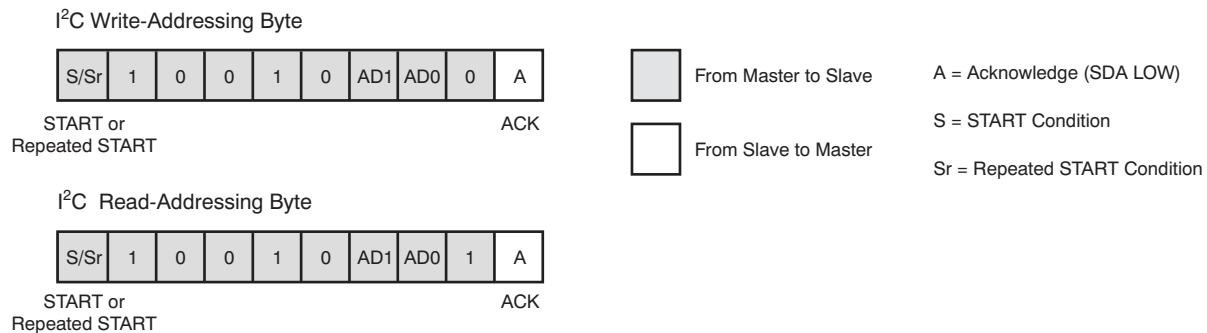 I²C Write-Addressing Byte
S/Sr 1 0 0 1 0 AD1 AD0 0 A
START or
Repeated START
ACK
I²C Read-Addressing Byte
S/Sr 1 0 0 1 0 AD1 AD0 1 A
START or
Repeated START
ACK
From Master to Slave
From Slave to Master
A = Acknowledge (SDA LOW)
S = START Condition
Sr = Repeated START Condition